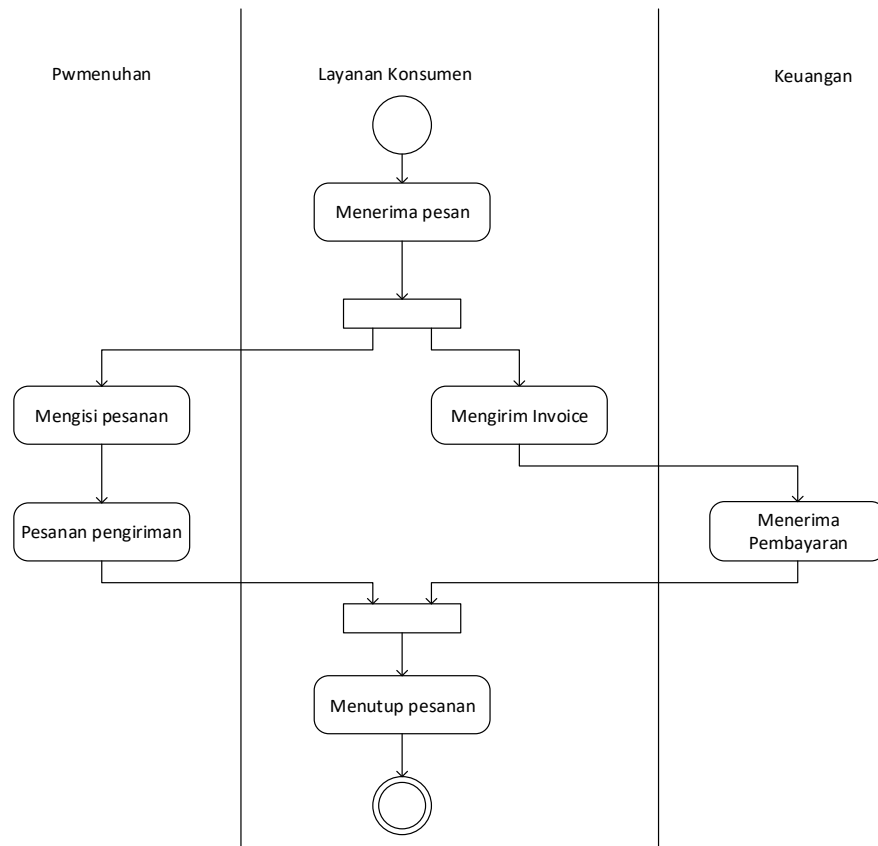 Pwmenuhan
Layanan Konsumen
Keuangan
Menerima pesan
Mengisi pesanan
Mengirim Invoice
Pesanan pengiriman
Menerima
Pembayaran
Menutup pesanan